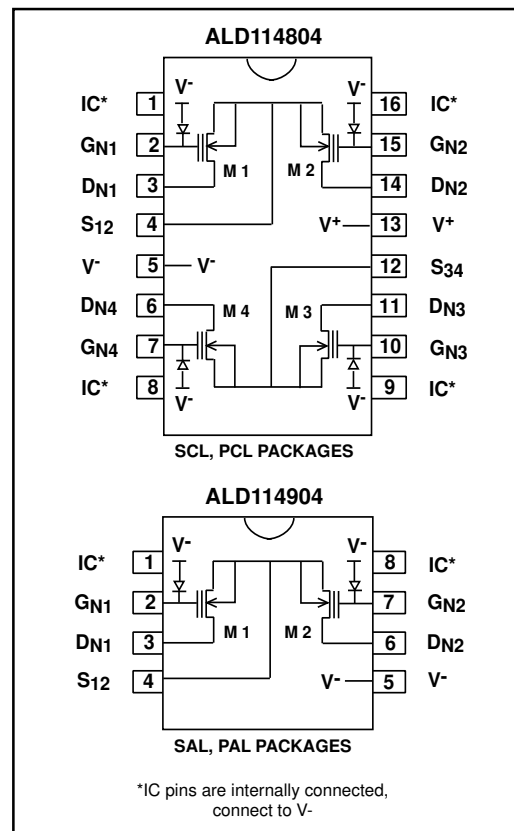 ALD114804
V- V-
IC* 1 16 IC*
GN1 2 15 GN2
M 1 M 2
DN1 3 14 DN2
S12 4 V+ 13 V+
V- 5 V- 12 S34
DN4 6 M 4 M 3 11 DN3
GN4 7 10 GN3
IC* 8 V- V- 9 IC*
SCL, PCL PACKAGES
ALD114904
V- V-
IC* 1 8 IC*
GN1 2 7 GN2
DN1 3 M 1 M 2 6 DN2
S12 4 V- 5 V-
SAL, PAL PACKAGES
*IC pins are internally connected,
connect to V-